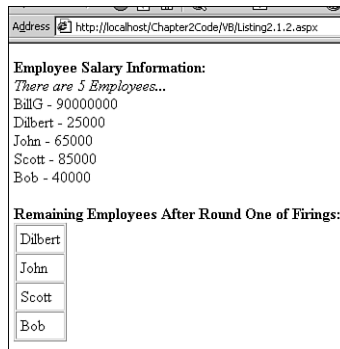 Address http://localhost/Chapter2Code/VB/Listing2.1.2.aspx
Employee Salary Information:
There are 5 Employees...
BillG - 90000000
Dilbert - 25000
John - 65000
Scott - 85000
Bob - 40000
Remaining Employees After Round One of Firings:
Dilbert
John
Scott
Bob